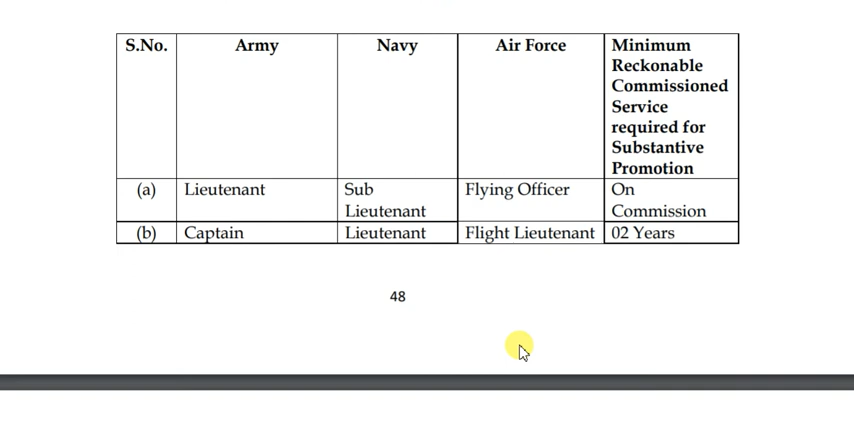 S.No. Army Navy Air Force Minimum
Reckonable
Commissioned
Service
required for
Substantive
Promotion
(a) Lieutenant Sub Flying Officer On
Lieutenant Commission
(b) Captain Lieutenant Flight Lieutenant 02 Years
48